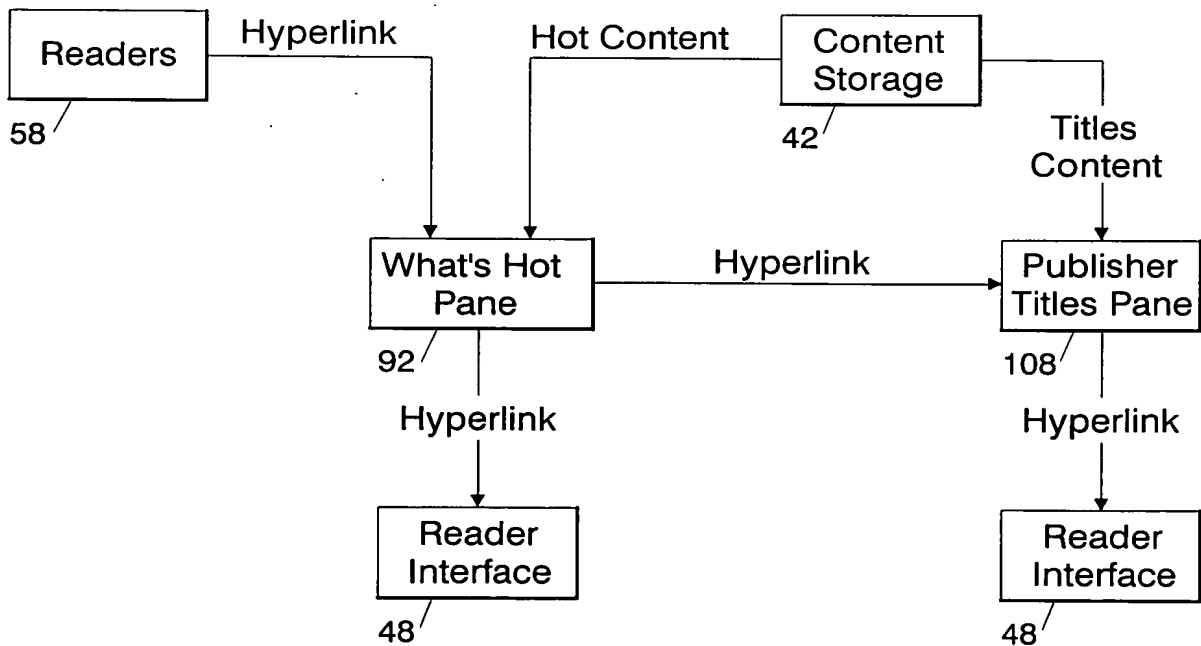 Readers
58
Hyperlink
Hot Content
Content
Storage
42
Titles
Content
What's Hot
Pane
92
Hyperlink
Publisher
Titles Pane
108
Hyperlink
Hyperlink
Reader
Interface
48
Reader
Interface
48